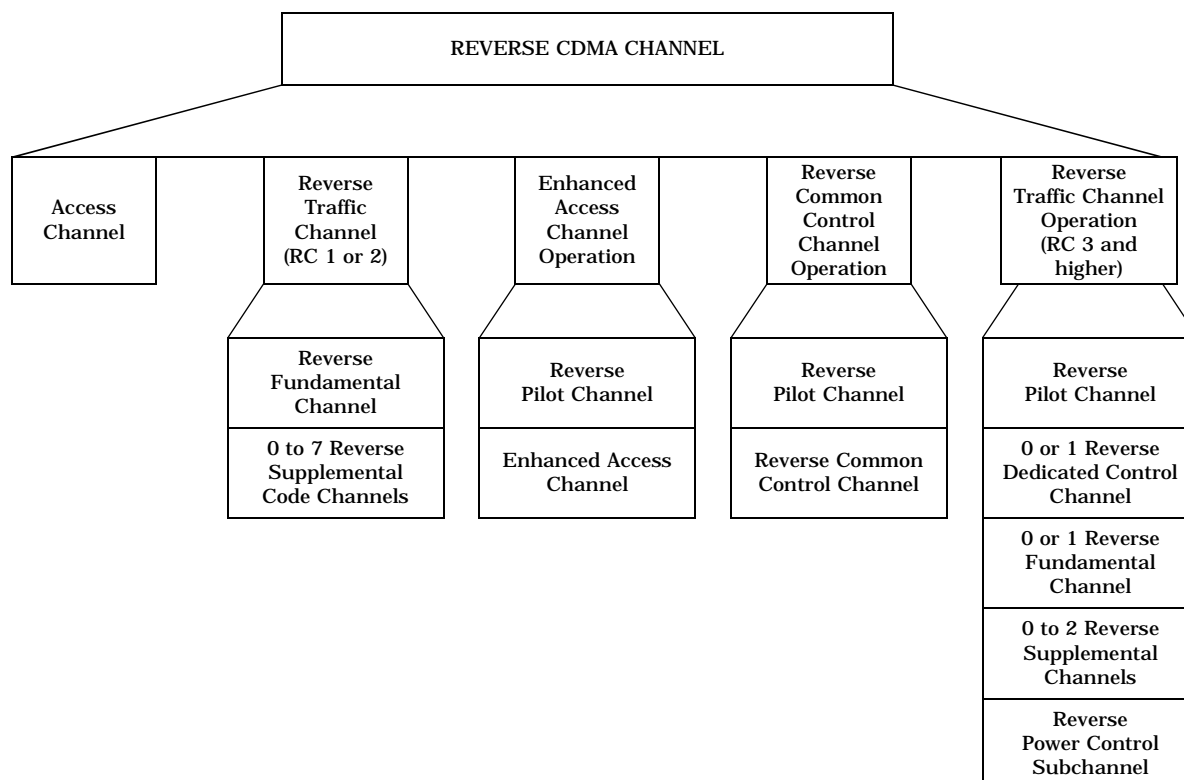 REVERSE CDMA CHANNEL
Access
Channel
Reverse
Traffic
Channel
(RC 1 or 2)
Enhanced
Access
Channel
Operation
Reverse
Common
Control
Channel
Operation
Reverse
Traffic Channel
Operation
(RC 3 and
higher)
Reverse
Fundamental
Channel
0 to 7 Reverse
Supplemental
Code Channels
Reverse
Pilot Channel
Enhanced Access
Channel
Reverse
Pilot Channel
Reverse Common
Control Channel
Reverse
Pilot Channel
0 or 1 Reverse
Dedicated Control
Channel
0 or 1 Reverse
Fundamental
Channel
0 to 2 Reverse
Supplemental
Channels
Reverse
Power Control
Subchannel